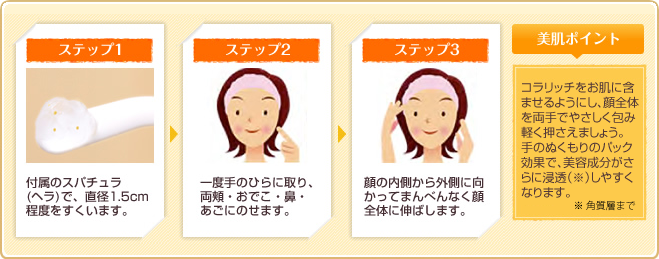 ステップ1
付属のスパチュラ
(ヘラ)で、直径1.5cm
程度をすくいます。
ステップ2
一度手のひらに取り、
両頬・おでこ・鼻・
あごにのせます。
ステップ3
顔の内側から外側に向
かってまんべんなく顔
全体に伸ばします。
美肌ポイント
コラリッチをお肌に含
ませるようにし、顔全体
を両手でやさしく包み
軽く押さえましょう。
手のぬくもりのパック
効果で、美容成分がさ
らに浸透(※)しやすく
なります。
※ 角質層まで